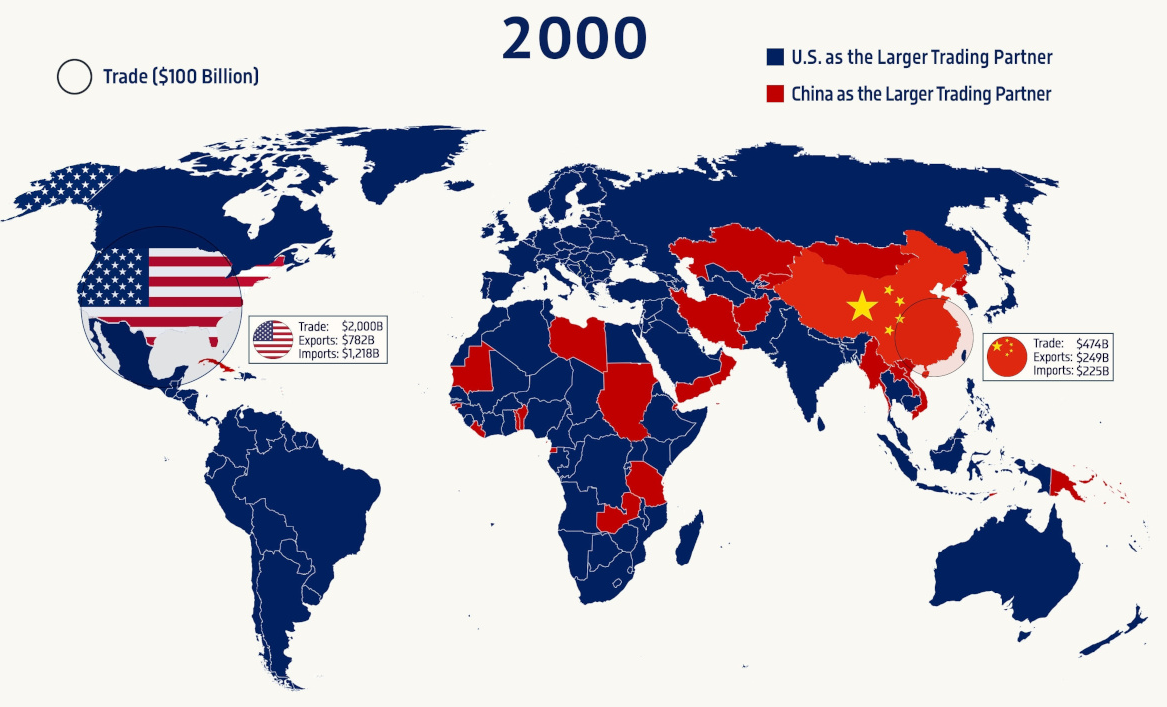 2000
Trade ($100 Billion)
U.S. as the Larger Trading Partner
China as the Larger Trading Partner
Trade: $2,000B
Exports: $782B
Imports: $1,218B
Trade: $474B
Exports: $249B
Imports: $225B